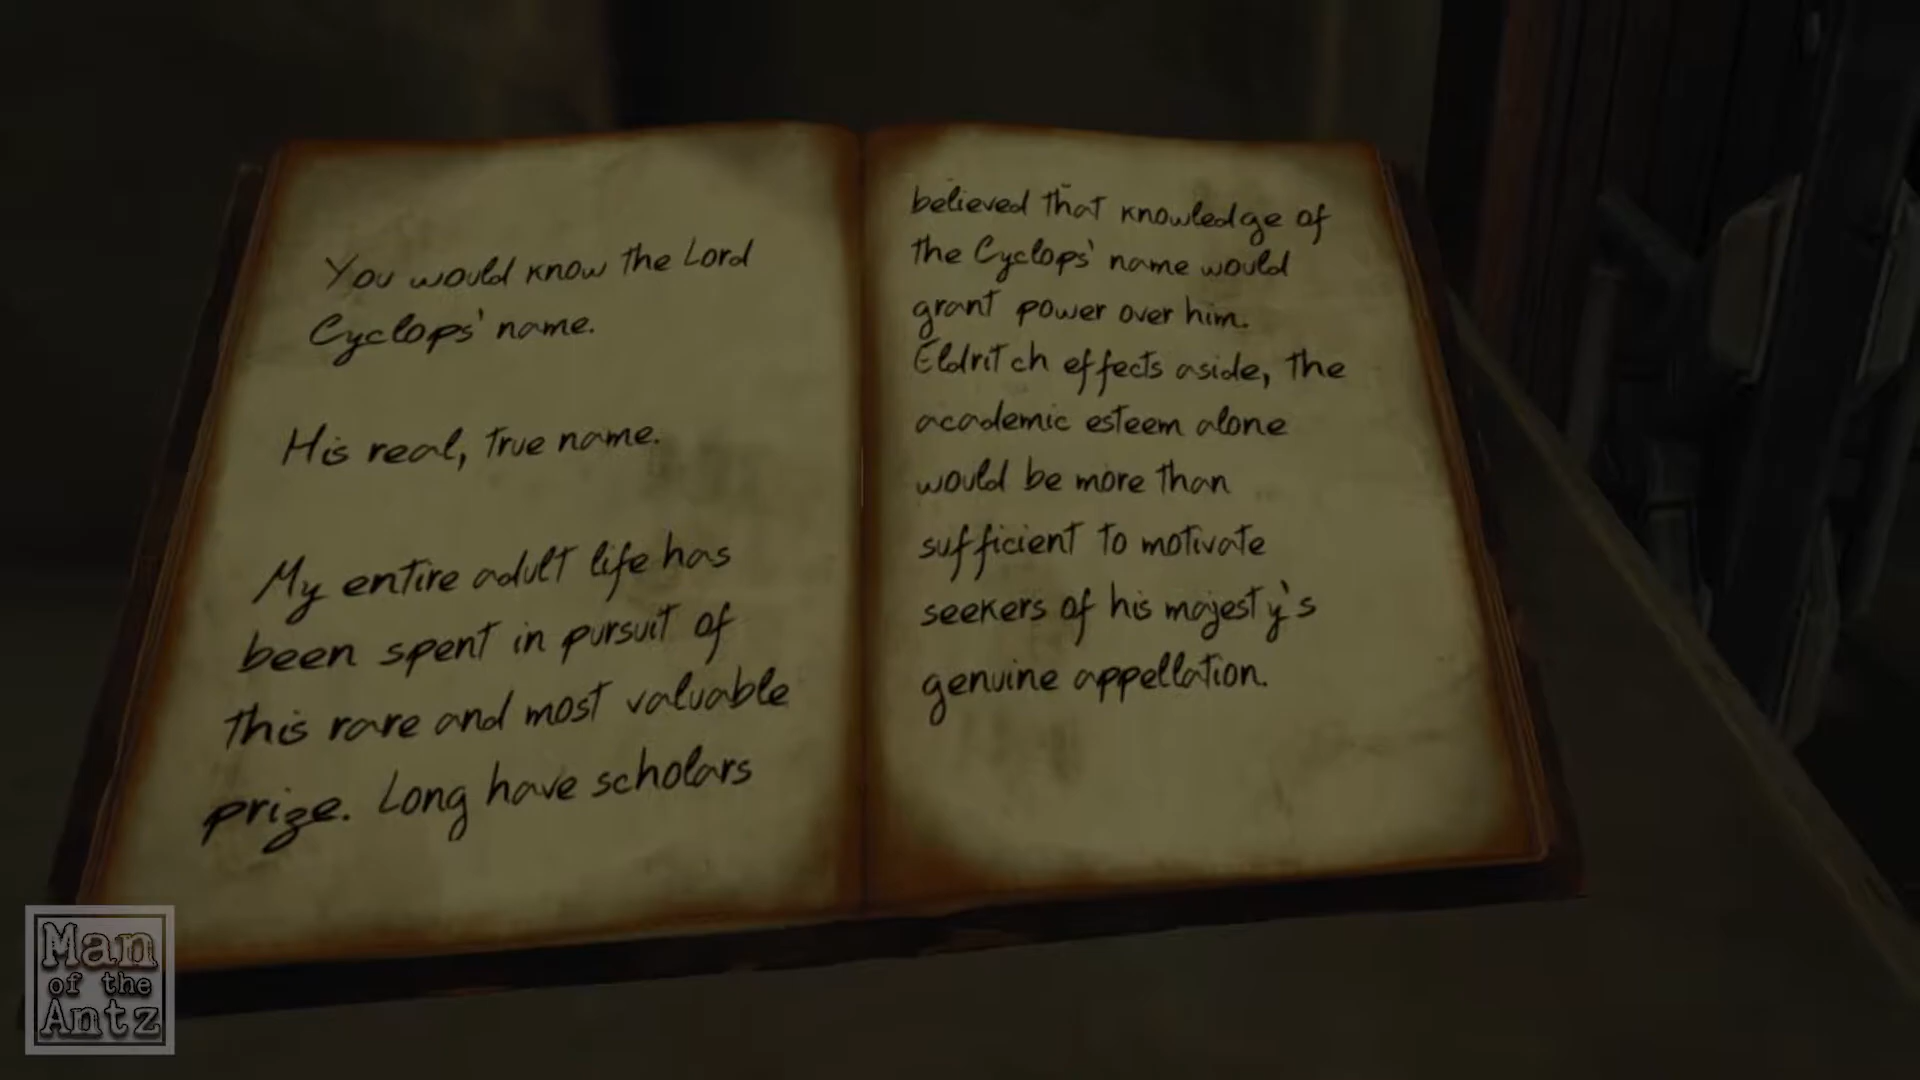 You would know the Lord
Cyclops' name.
His real, true name.
My entire adult life has
been spent in pursuit of
this rare and most valuable
prize. Long have scholars
believed that knowledge of
the Cyclops' name would
grant power over him.
Eldritch effects aside, the
academic esteem alone
would be more than
sufficient to motivate
seekers of his majesty's
genuine appellation.
Man
of the
Antz